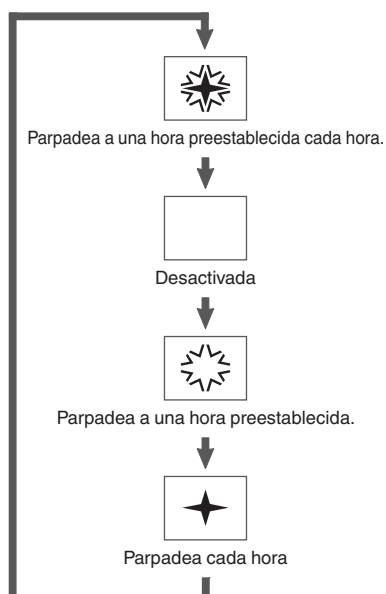 Parpadea a una hora preestablecida cada hora.
Desactivada
Parpadea a una hora preestablecida.
Parpadea cada hora